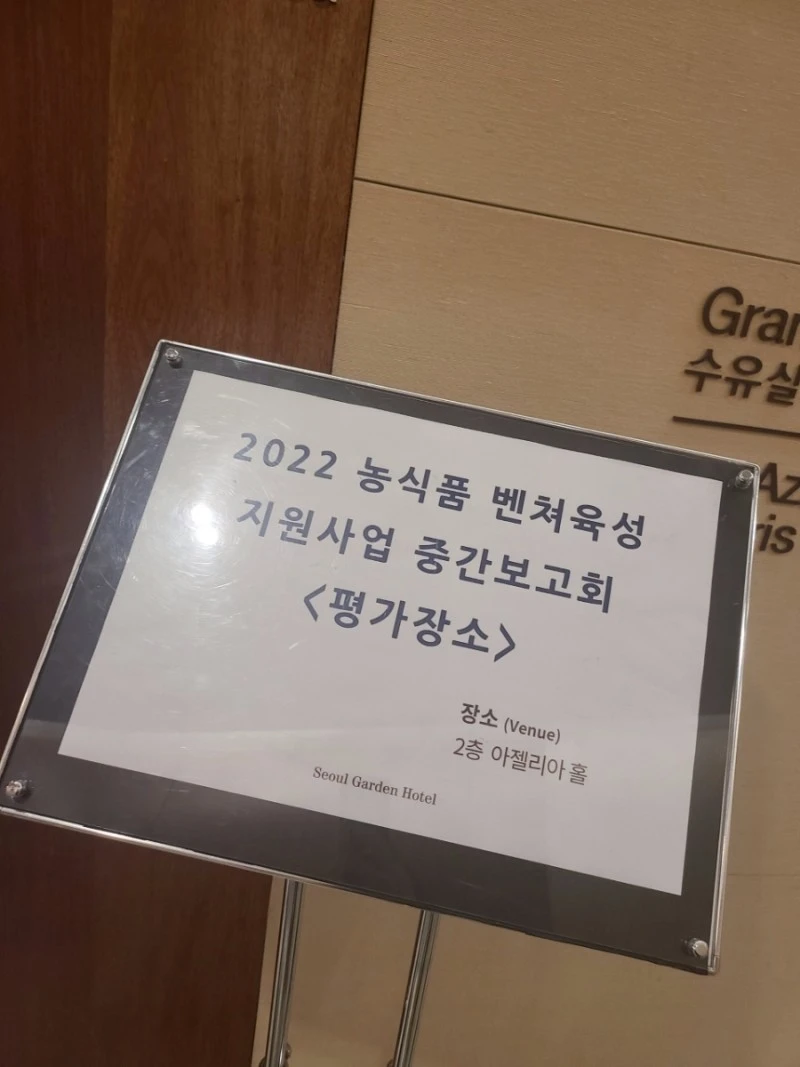 2022 농식품 벤쳐육성
지원사업 중간보고회
<평가장소>
장소 (Venue)
2층 아젤리아 홀
Seoul Garden Hotel
수유실